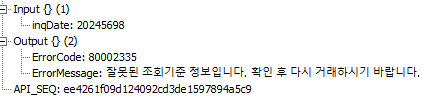 Input {} (1)
inqDate: 20245698
Output {} (2)
ErrorCode: 80002335
ErrorMessage: 잘못된 조회기준 정보입니다. 확인 후 다시 거래하시기 바랍니다.
API_SEQ: ee4261f09d124092cd3de1597894a5c9